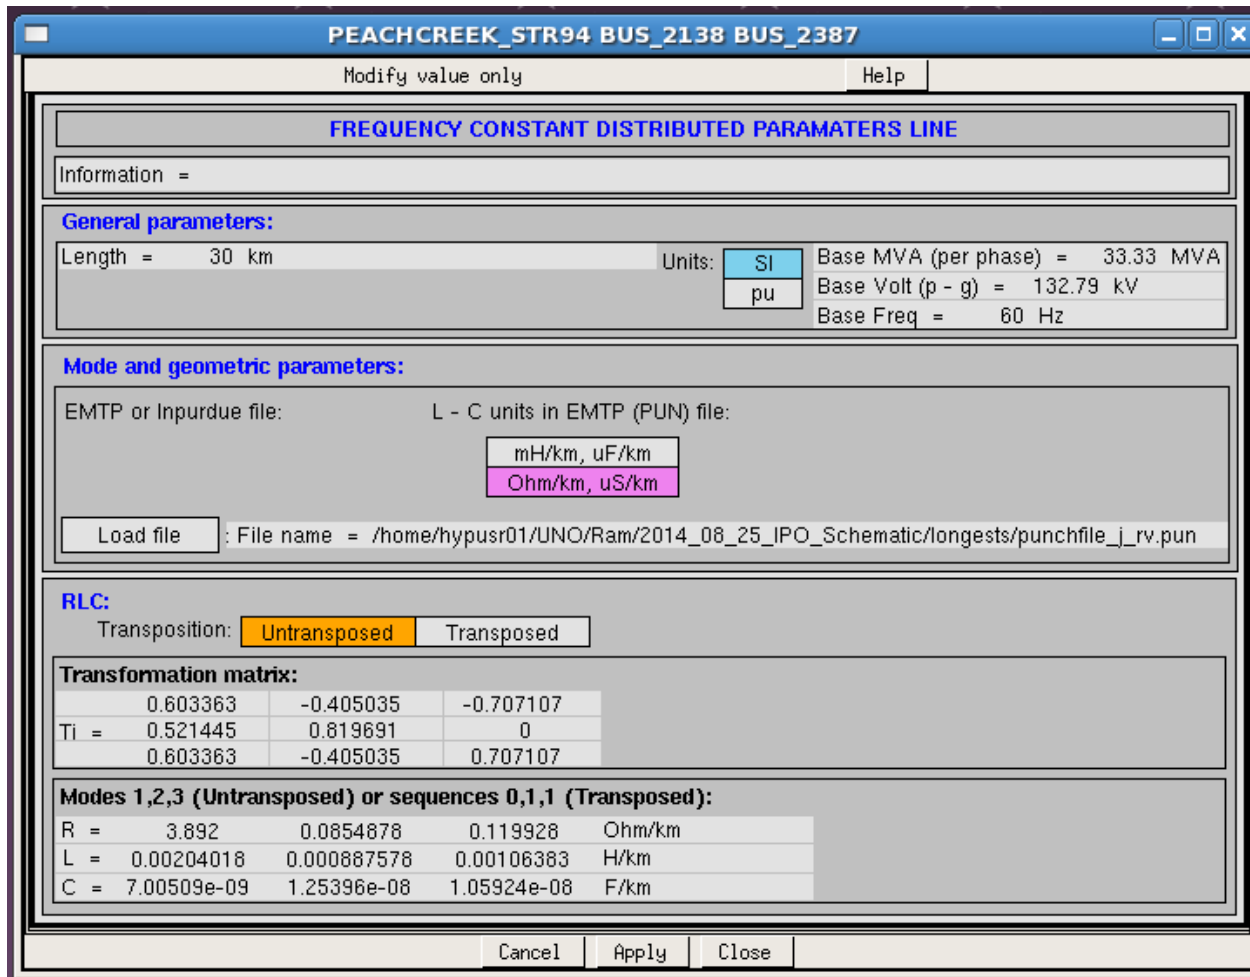 PEACHCREEK_STR94 BUS_2138 BUS_2387
Modify value only Help
FREQUENCY CONSTANT DISTRIBUTED PARAMATERS LINE
Information =
General parameters:
Length = 30 km Units: SI Base MVA (per phase) = 33.33 MVA
pu Base Volt (p - g) = 132.79 kV
Base Freq = 60 Hz
Mode and geometric parameters:
EMTP or Inpurdue file: L - C units in EMTP (PUN) file:
mH/km, uF/km
Ohm/km, uS/km
Load file : File name = /home/hypusr01/UNO/Ram/2014_08_25_IPO_Schematic/longests/punchfile_j_rv.pun
RLC:
Transposition: Untransposed Transposed
Transformation matrix:
0.603363 -0.405035 -0.707107
Ti = 0.521445 0.819691 0
0.603363 -0.405035 0.707107
Modes 1,2,3 (Untransposed) or sequences 0,1,1 (Transposed):
R = 3.892 0.0854878 0.119928 Ohm/km
L = 0.00204018 0.000887578 0.00106383 H/km
C = 7.00509e-09 1.25396e-08 1.05924e-08 F/km
Cancel Apply Close